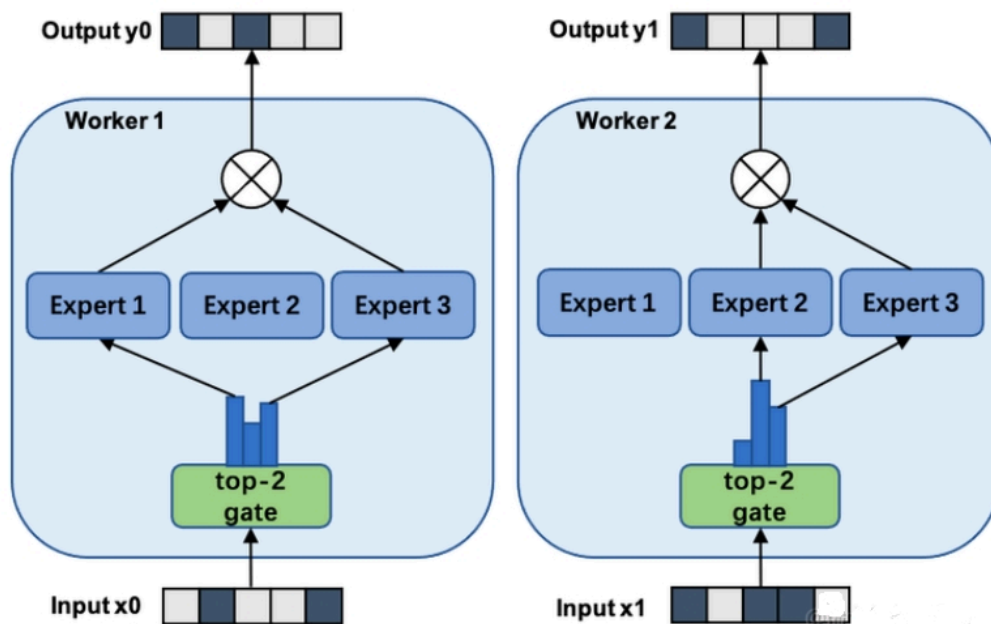 Output y0
Output y1
Worker 1
Worker 2
Expert 1
Expert 2
Expert 3
Expert 1
Expert 2
Expert 3
top-2
gate
top-2
gate
Input x0
Input x1